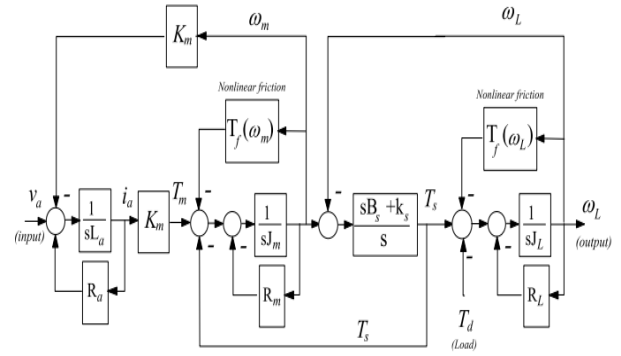 K_m
ω_m
ω_L
Nonlinear friction
T_f(ω_m)
Nonlinear friction
T_f(ω_L)
v_a
(input)
-
1
sL_a
i_a
K_m
T_m
-
-
-
1
sJ_m
-
sB_s +k_s
s
T_s
-
-
-
1
sJ_L
ω_L
(output)
R_a
R_m
R_L
T_s
T_d
(Load)